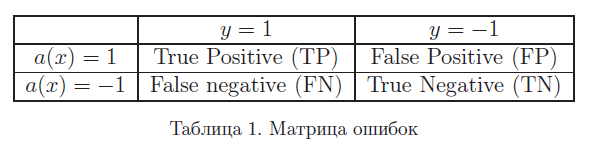 y = 1 y = −1
a(x) = 1 True Positive (TP) False Positive (FP)
a(x) = −1 False negative (FN) True Negative (TN)
Таблица 1. Матрица ошибок